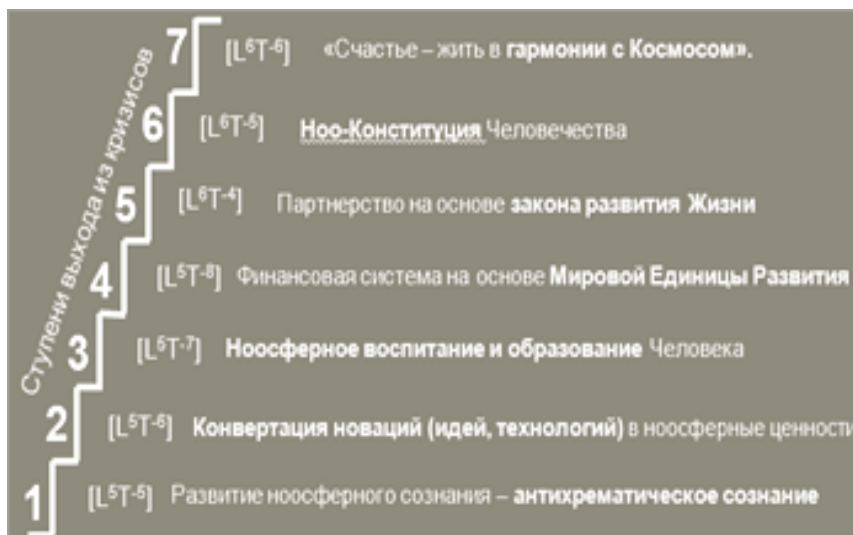 Ступени выхода из кризисов
7 [L⁶T⁻⁶] «Счастье – жить в гармонии с Космосом».
6 [L⁶T⁻⁵] Ноо-Конституция Человечества
5 [L⁶T⁻⁴] Партнерство на основе закона развития Жизни
4 [L⁵T⁻⁸] Финансовая система на основе Мировой Единицы Развития
3 [L⁵T⁻⁷] Ноосферное воспитание и образование Человека
2 [L⁵T⁻⁶] Конвертация новаций (идей, технологий) в ноосферные ценности
1 [L⁵T⁻⁵] Развитие ноосферного сознания – антихрематическое сознание